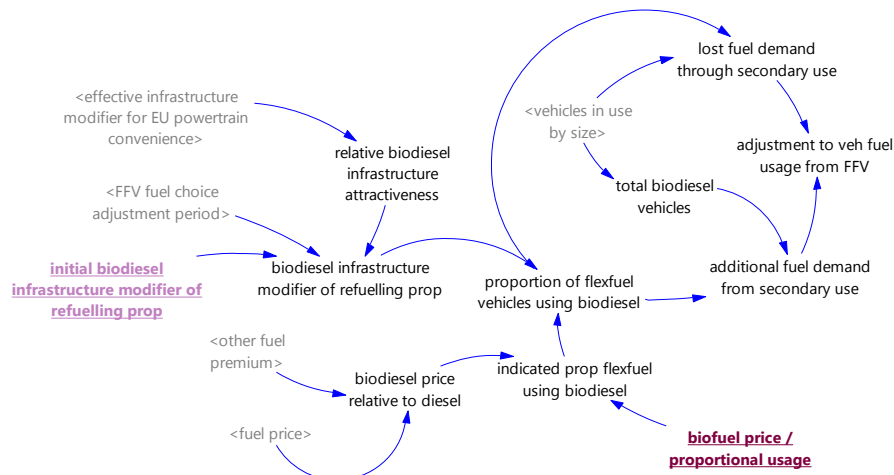 lost fuel demand
through secondary use
<effective infrastructure
modifier for EU powertrain
convenience>
<vehicles in use
by size>
adjustment to veh fuel
usage from FFV
relative biodiesel
infrastructure
attractiveness
<FFV fuel choice
adjustment period>
total biodiesel
vehicles
initial biodiesel
infrastructure modifier of
refuelling prop
biodiesel infrastructure
modifier of refuelling prop
proportion of flexfuel
vehicles using biodiesel
additional fuel demand
from secondary use
<other fuel
premium>
biodiesel price
relative to diesel
indicated prop flexfuel
using biodiesel
<fuel price>
biofuel price /
proportional usage